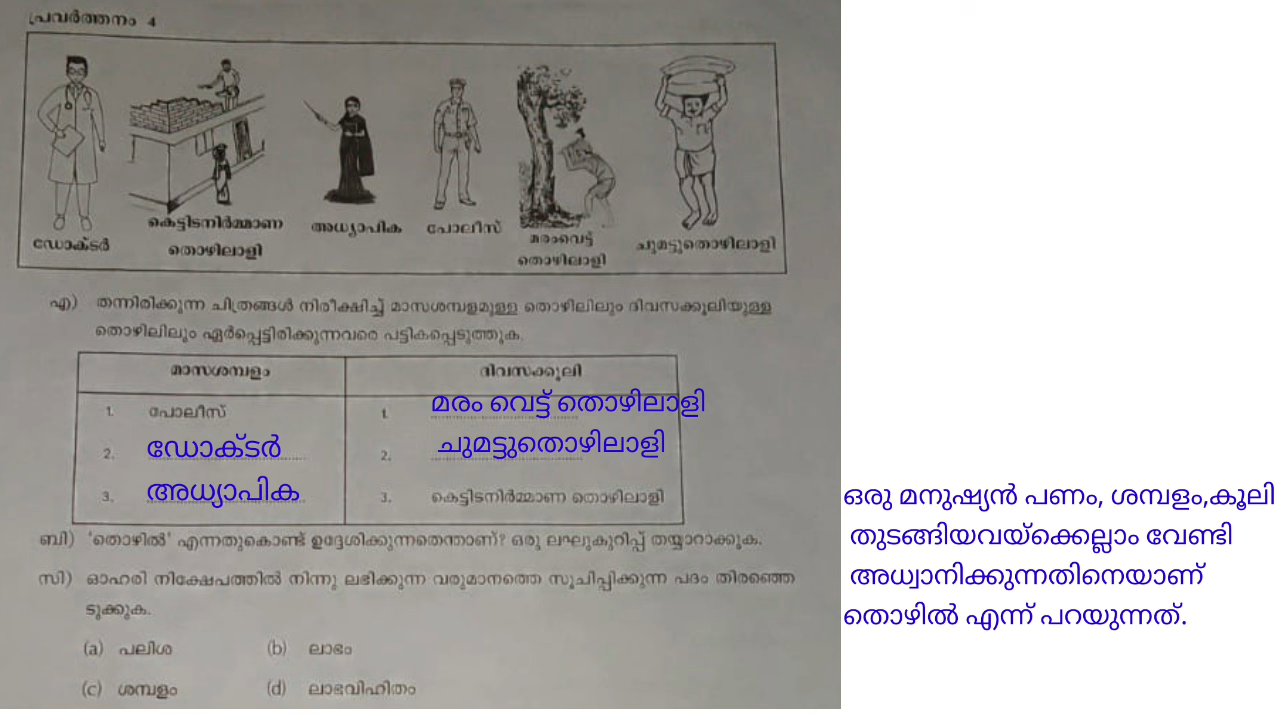 പ്രവർത്തനം 4
ഡോക്ടർ
കെട്ടിടനിർമ്മാണ
തൊഴിലാളി
അധ്യാപിക
പോലീസ്
മരംവെട്ട്
തൊഴിലാളി
ചുമട്ടുതൊഴിലാളി
എ) തന്നിരിക്കുന്ന ചിത്രങ്ങൾ നിരീക്ഷിച്ച് മാസശമ്പളമുള്ള തൊഴിലിലും ദിവസക്കൂലിയുള്ള
തൊഴിലിലും ഏർപ്പെട്ടിരിക്കുന്നവരെ പട്ടികപ്പെടുത്തുക.
മാസശമ്പളം ദിവസക്കൂലി
1. പോലീസ് 1. മരം വെട്ട് തൊഴിലാളി
2. ഡോക്ടർ 2. ചുമട്ടുതൊഴിലാളി
3. അധ്യാപിക 3. കെട്ടിടനിർമ്മാണ തൊഴിലാളി
ബി) 'തൊഴിൽ' എന്നതുകൊണ്ട് ഉദ്ദേശിക്കുന്നതെന്താണ്? ഒരു ലഘുകുറിപ്പ് തയ്യാറാക്കുക.
സി) ഓഹരി നിക്ഷേപത്തിൽ നിന്നു ലഭിക്കുന്ന വരുമാനത്തെ സൂചിപ്പിക്കുന്ന പദം തിരഞ്ഞെ
ടുക്കുക.
(a) പലിശ (b) ലാഭം
(c) ശമ്പളം (d) ലാഭവിഹിതം
ഒരു മനുഷ്യൻ പണം, ശമ്പളം,കൂലി
തുടങ്ങിയവയ്ക്കെല്ലാം വേണ്ടി
അധ്വാനിക്കുന്നതിനെയാണ്
തൊഴിൽ എന്ന് പറയുന്നത്.